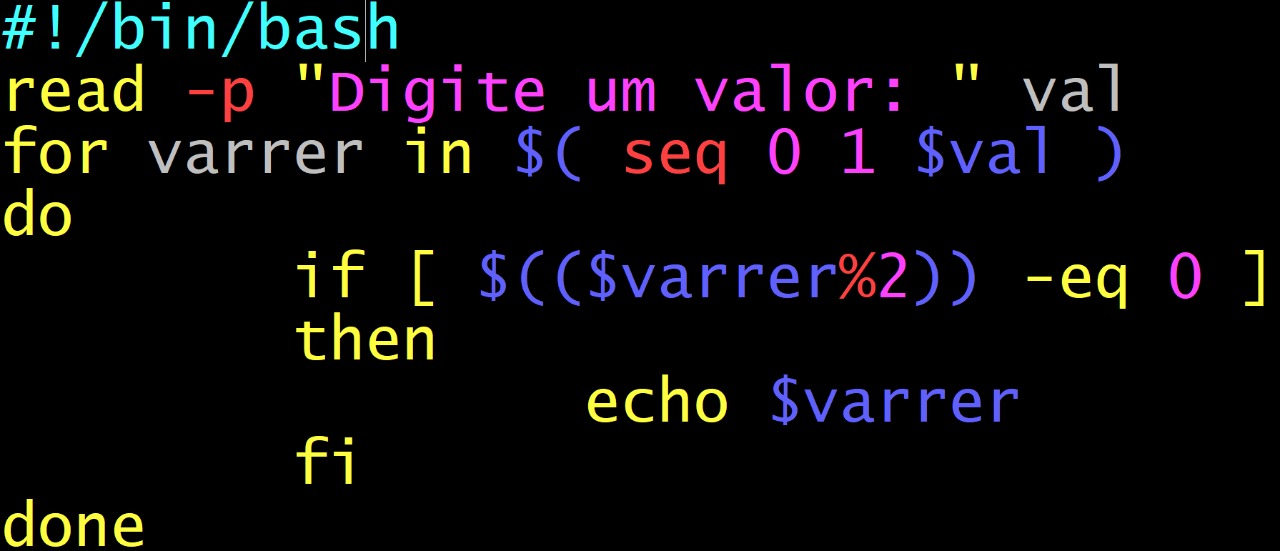 #!/bin/bash
read -p "Digite um valor: " val
for varrer in $( seq 0 1 $val )
do
        if [ $(($varrer%2)) -eq 0 ]
        then
                echo $varrer
        fi
done